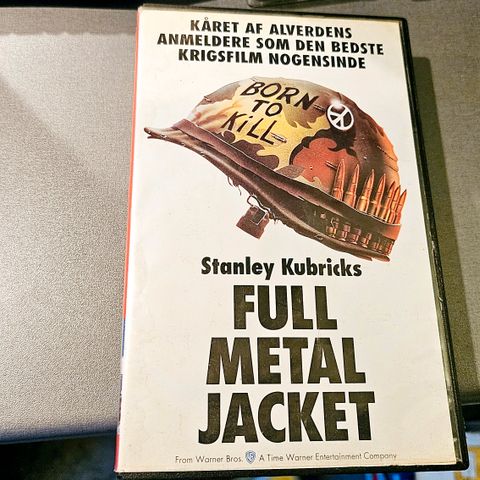 KÅRET AF ALVERDENS
ANMELDERE SOM DEN BEDSTE
KRIGSFILM NOGENSINDE
BORN
TO
KiLL
Stanley Kubricks
FULL
METAL
JACKET
From Warner Bros. WB A Time Warner Entertainment Company